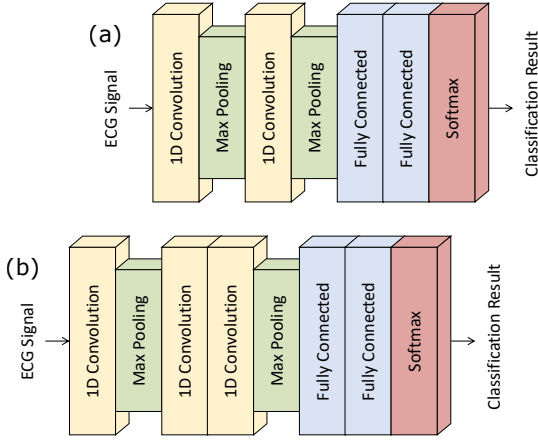 (a)
ECG Signal
1D Convolution
Max Pooling
1D Convolution
Max Pooling
Fully Connected
Fully Connected
Softmax
Classification Result
(b)
ECG Signal
1D Convolution
Max Pooling
1D Convolution
1D Convolution
Max Pooling
Fully Connected
Fully Connected
Softmax
Classification Result